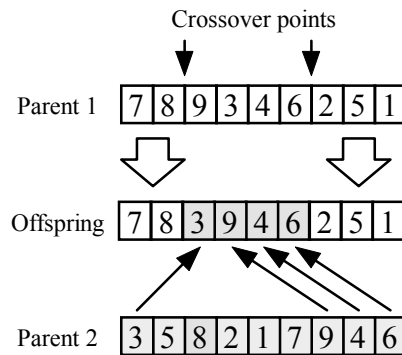 Crossover points
Parent 1 7 8 9 3 4 6 2 5 1
Offspring 7 8 3 9 4 6 2 5 1
Parent 2 3 5 8 2 1 7 9 4 6